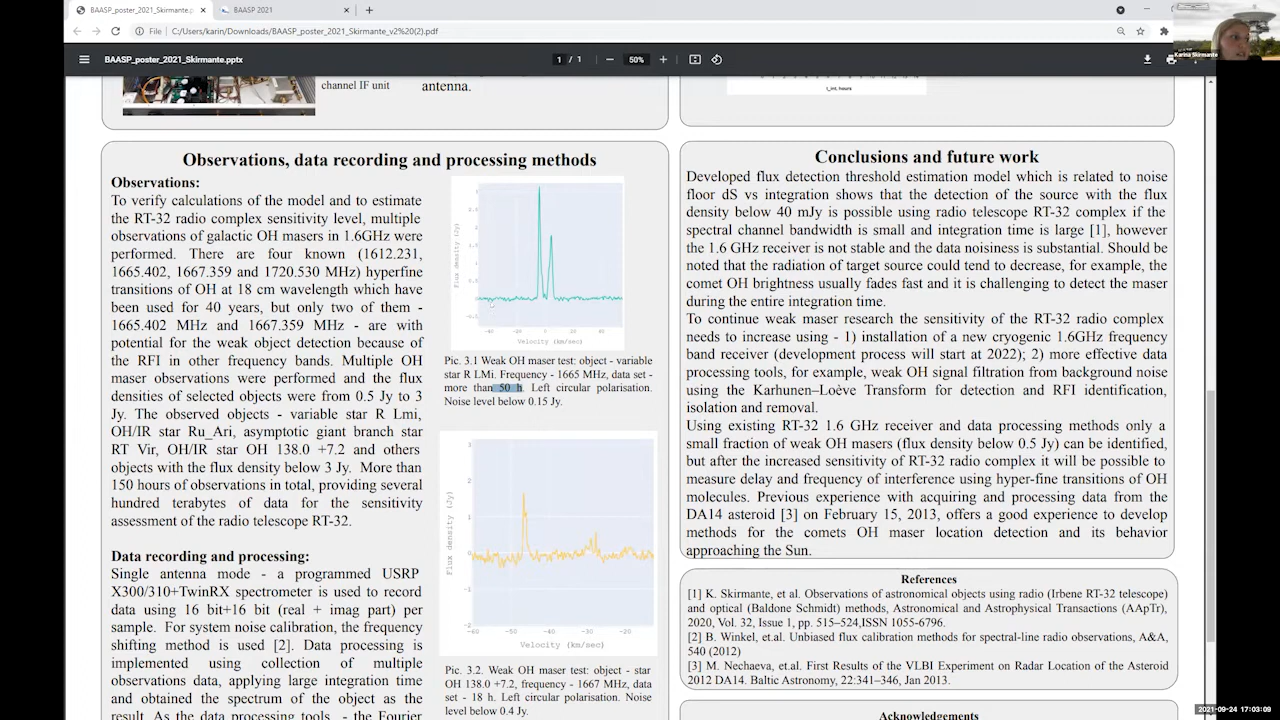 BAASP_poster_2021_Skirmante.p
BAASP 2021
File
C:/Users/karin/Downloads/BAASP_poster_2021_Skirmante_v2%20(2).pdf
Karina Skirmante
BAASP_poster_2021_Skirmante.pptx
1 / 1
50%
channel IF unit
antenna.
t_int, hours
Observations, data recording and processing methods
Observations:
To verify calculations of the model and to estimate
the RT-32 radio complex sensitivity level, multiple
observations of galactic OH masers in 1.6GHz were
performed. There are four known (1612.231,
1665.402, 1667.359 and 1720.530 MHz) hyperfine
transitions of OH at 18 cm wavelength which have
been used for 40 years, but only two of them -
1665.402 MHz and 1667.359 MHz - are with
potential for the weak object detection because of
the RFI in other frequency bands. Multiple OH
maser observations were performed and the flux
densities of selected objects were from 0.5 Jy to 3
Jy. The observed objects - variable star R Lmi,
OH/IR star Ru_Ari, asymptotic giant branch star
RT Vir, OH/IR star OH 138.0 +7.2 and others
objects with the flux density below 3 Jy. More than
150 hours of observations in total, providing several
hundred terabytes of data for the sensitivity
assessment of the radio telescope RT-32.
Data recording and processing:
Single antenna mode - a programmed USRP
X300/310+TwinRX spectrometer is used to record
data using 16 bit+16 bit (real + imag part) per
sample. For system noise calibration, the frequency
shifting method is used [2]. Data processing is
implemented using collection of multiple
observations data, applying large integration time
and obtained the spectrum of the object as the
result. As the data processing tools - the Fourier
Flux density (Jy)
-40 -20 0 20 40
Velocity (km/sec)
Pic. 3.1 Weak OH maser test: object - variable
star R LMi. Frequency - 1665 MHz, data set -
more than 50 h. Left circular polarisation.
Noise level below 0.15 Jy.
Flux density (Jy)
3
2
1
0
-1
-2
-60 -50 -40 -30 -20
Velocity (km/sec)
Pic. 3.2. Weak OH maser test: object - star
OH 138.0 +7.2, frequency - 1667 MHz, data
set - 18 h. Left circular polarisation. Noise
level below 0.4 Jy.
Conclusions and future work
Developed flux detection threshold estimation model which is related to noise
floor dS vs integration shows that the detection of the source with the flux
density below 40 mJy is possible using radio telescope RT-32 complex if the
spectral channel bandwidth is small and integration time is large [1], however
the 1.6 GHz receiver is not stable and the data noisiness is substantial. Should be
noted that the radiation of target source could tend to decrease, for example, the
comet OH brightness usually fades fast and it is challenging to detect the maser
during the entire integration time.
To continue weak maser research the sensitivity of the RT-32 radio complex
needs to increase using - 1) installation of a new cryogenic 1.6GHz frequency
band receiver (development process will start at 2022); 2) more effective data
processing tools, for example, weak OH signal filtration from background noise
using the Karhunen–Loève Transform for detection and RFI identification,
isolation and removal.
Using existing RT-32 1.6 GHz receiver and data processing methods only a
small fraction of weak OH masers (flux density below 0.5 Jy) can be identified,
but after the increased sensitivity of RT-32 radio complex it will be possible to
measure delay and frequency of interference using hyper-fine transitions of OH
molecules. Previous experience with acquiring and processing data from the
DA14 asteroid [3] on February 15, 2013, offers a good experience to develop
methods for the comets OH maser location detection and its behavior
approaching the Sun.
References
[1] K. Skirmante, et al. Observations of astronomical objects using radio (Irbene RT-32 telescope)
and optical (Baldone Schmidt) methods, Astronomical and Astrophysical Transactions (AApTr),
2020, Vol. 32, Issue 1, pp. 515–524,ISSN 1055-6796.
[2] B. Winkel, et.al. Unbiased flux calibration methods for spectral-line radio observations, A&A,
540 (2012)
[3] M. Nechaeva, et.al. First Results of the VLBI Experiment on Radar Location of the Asteroid
2012 DA14. Baltic Astronomy, 22:341–346, Jan 2013.
Acknowledgements
2021-09-24 17:03:09